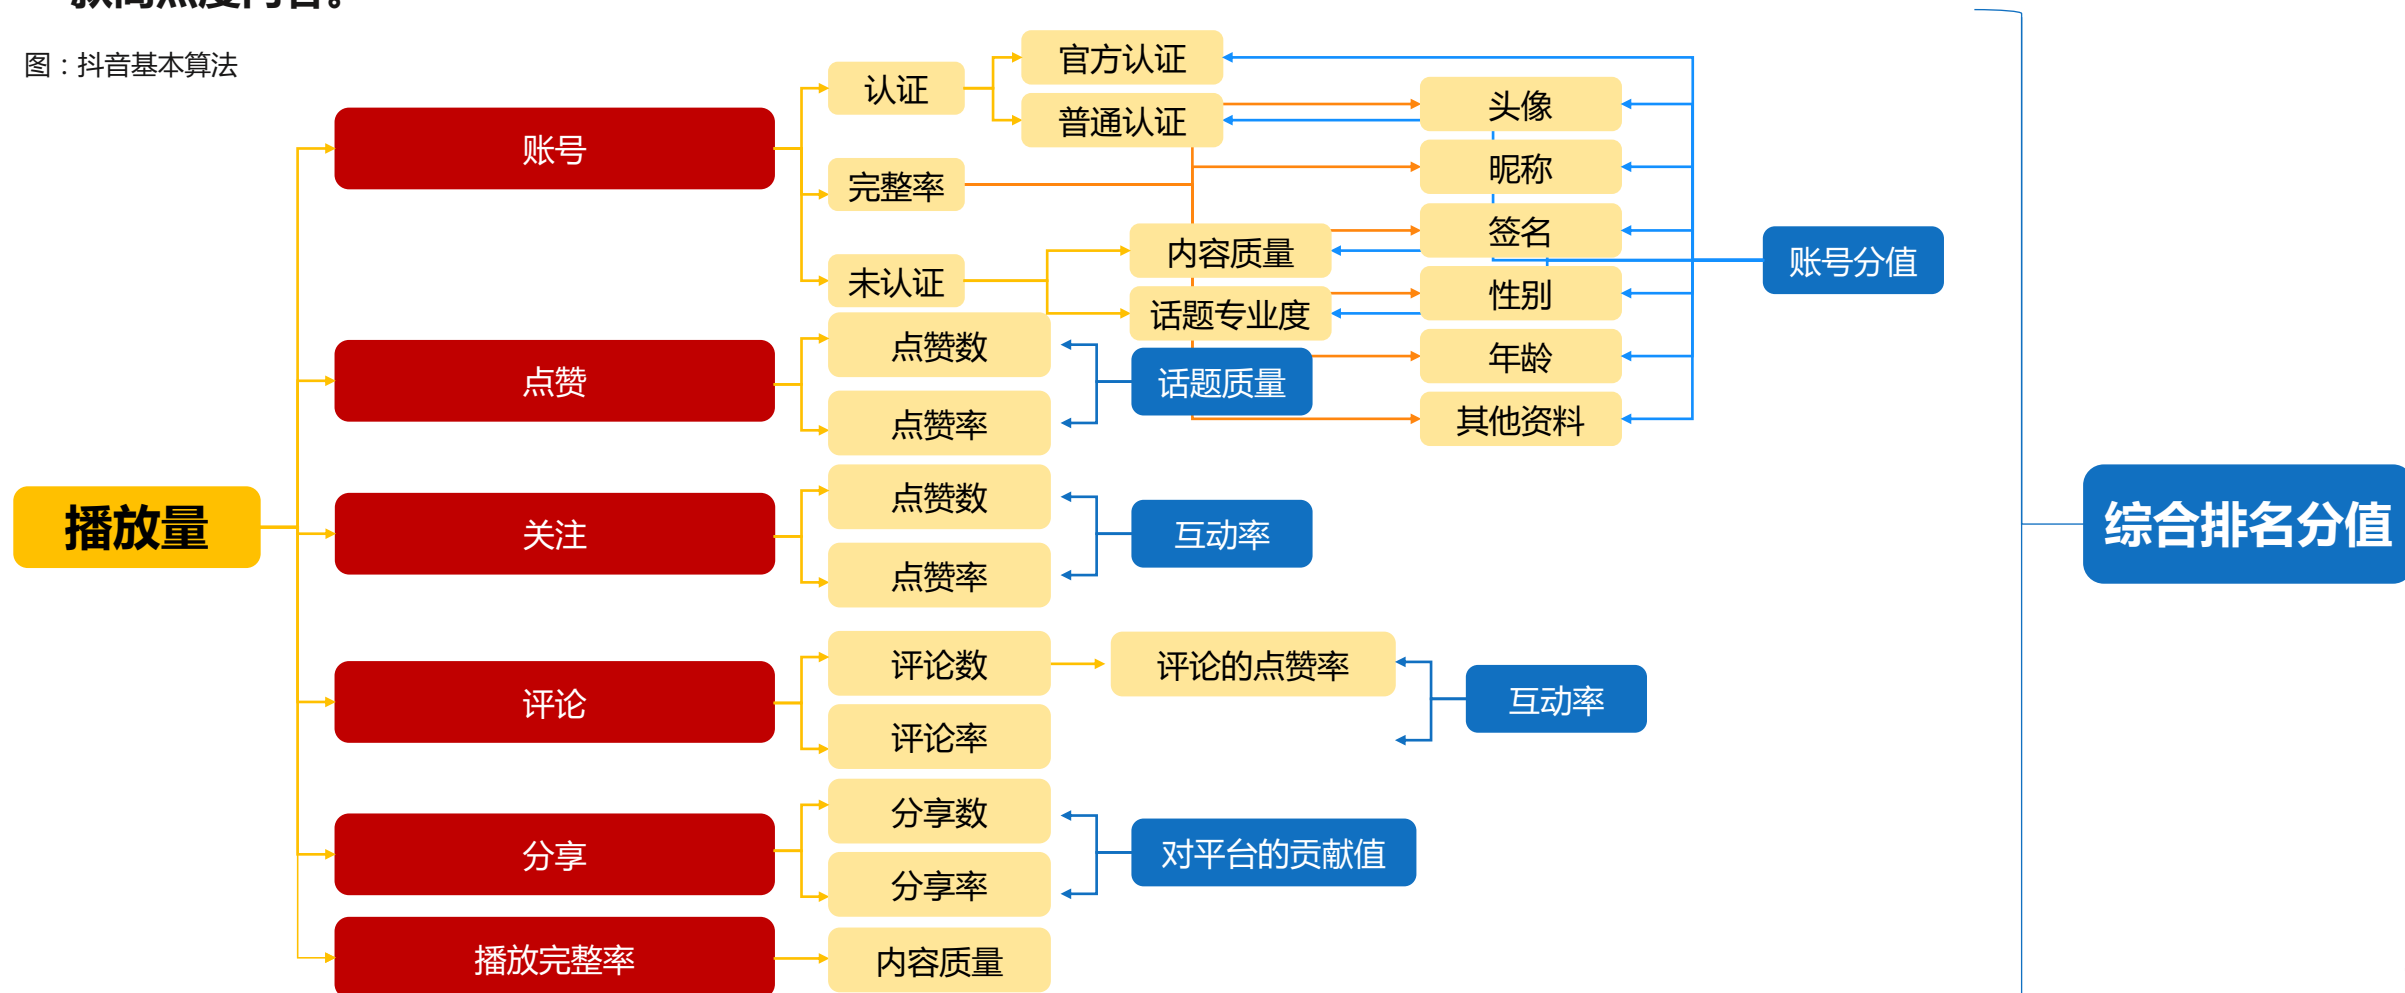 款高热度内容。
图：抖音基本算法
官方认证
认证
头像
普通认证
账号
昵称
完整率
签名
内容质量
账号分值
未认证
性别
话题专业度
点赞数
年龄
点赞
话题质量
点赞率
其他资料
点赞数
播放量
关注
互动率
综合排名分值
点赞率
评论数
评论的点赞率
评论
互动率
评论率
分享数
分享
对平台的贡献值
分享率
播放完整率
内容质量